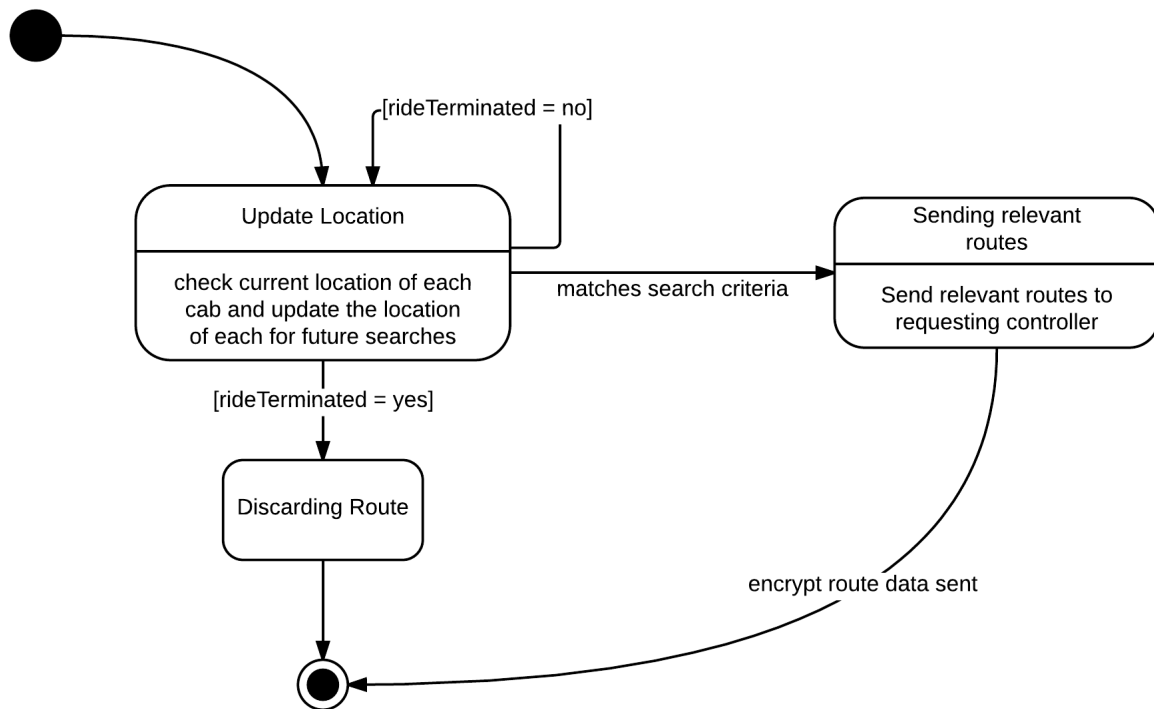 [rideTerminated = no]
Update Location
check current location of each
cab and update the location
of each for future searches
matches search criteria
Sending relevant
routes
Send relevant routes to
requesting controller
[rideTerminated = yes]
Discarding Route
encrypt route data sent